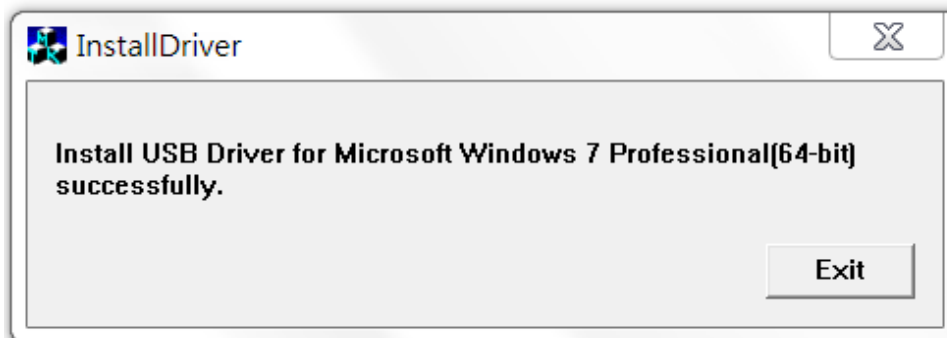 InstallDriver
Install USB Driver for Microsoft Windows 7 Professional(64-bit)
successfully.
Exit